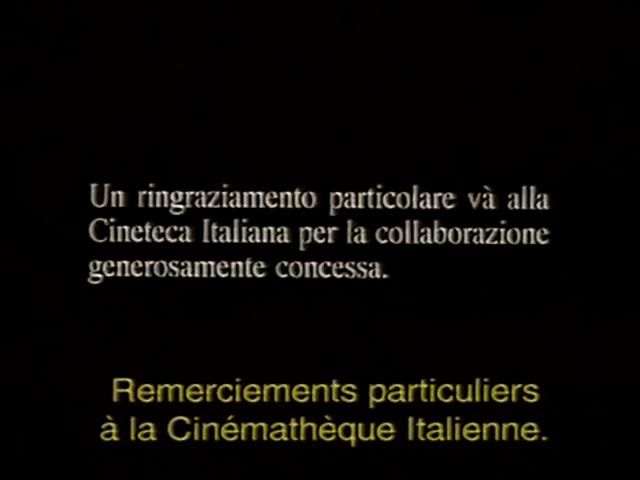 Un ringraziamento particolare và alla
Cineteca Italiana per la collaborazione
generosamente concessa.
Remerciements particuliers
à la Cinémathèque Italienne.